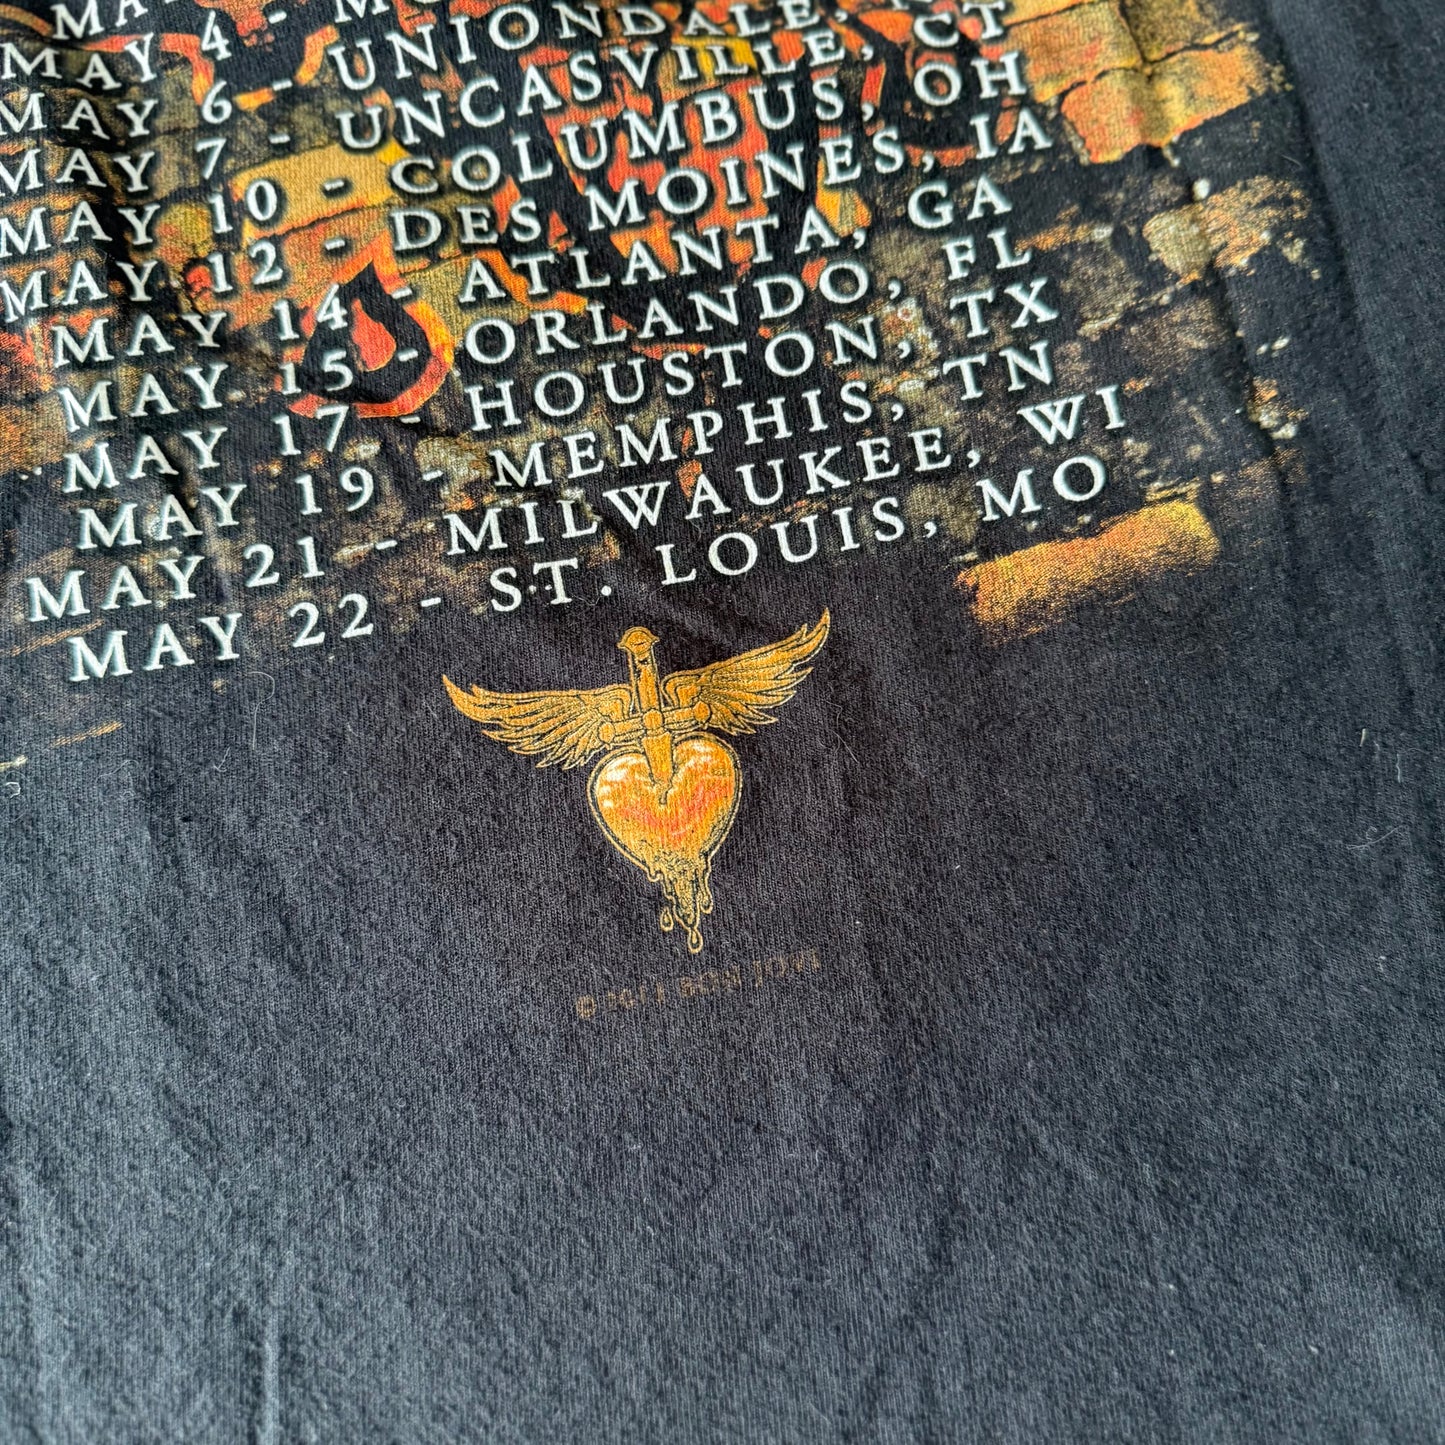 MAY 4 -
MAY 6 - UNIONDALE,
MAY 7 - UNCASVILLE, CT
MAY 10 - COLUMBUS, OH
MAY 12 - DES MOINES, IA
MAY 14 - ATLANTA, GA
MAY 15 - ORLANDO, FL
MAY 17 - HOUSTON, TX
MAY 19 - MEMPHIS, TN
MAY 21 - MILWAUKEE, WI
MAY 22 - ST. LOUIS, MO
© BON JOVI